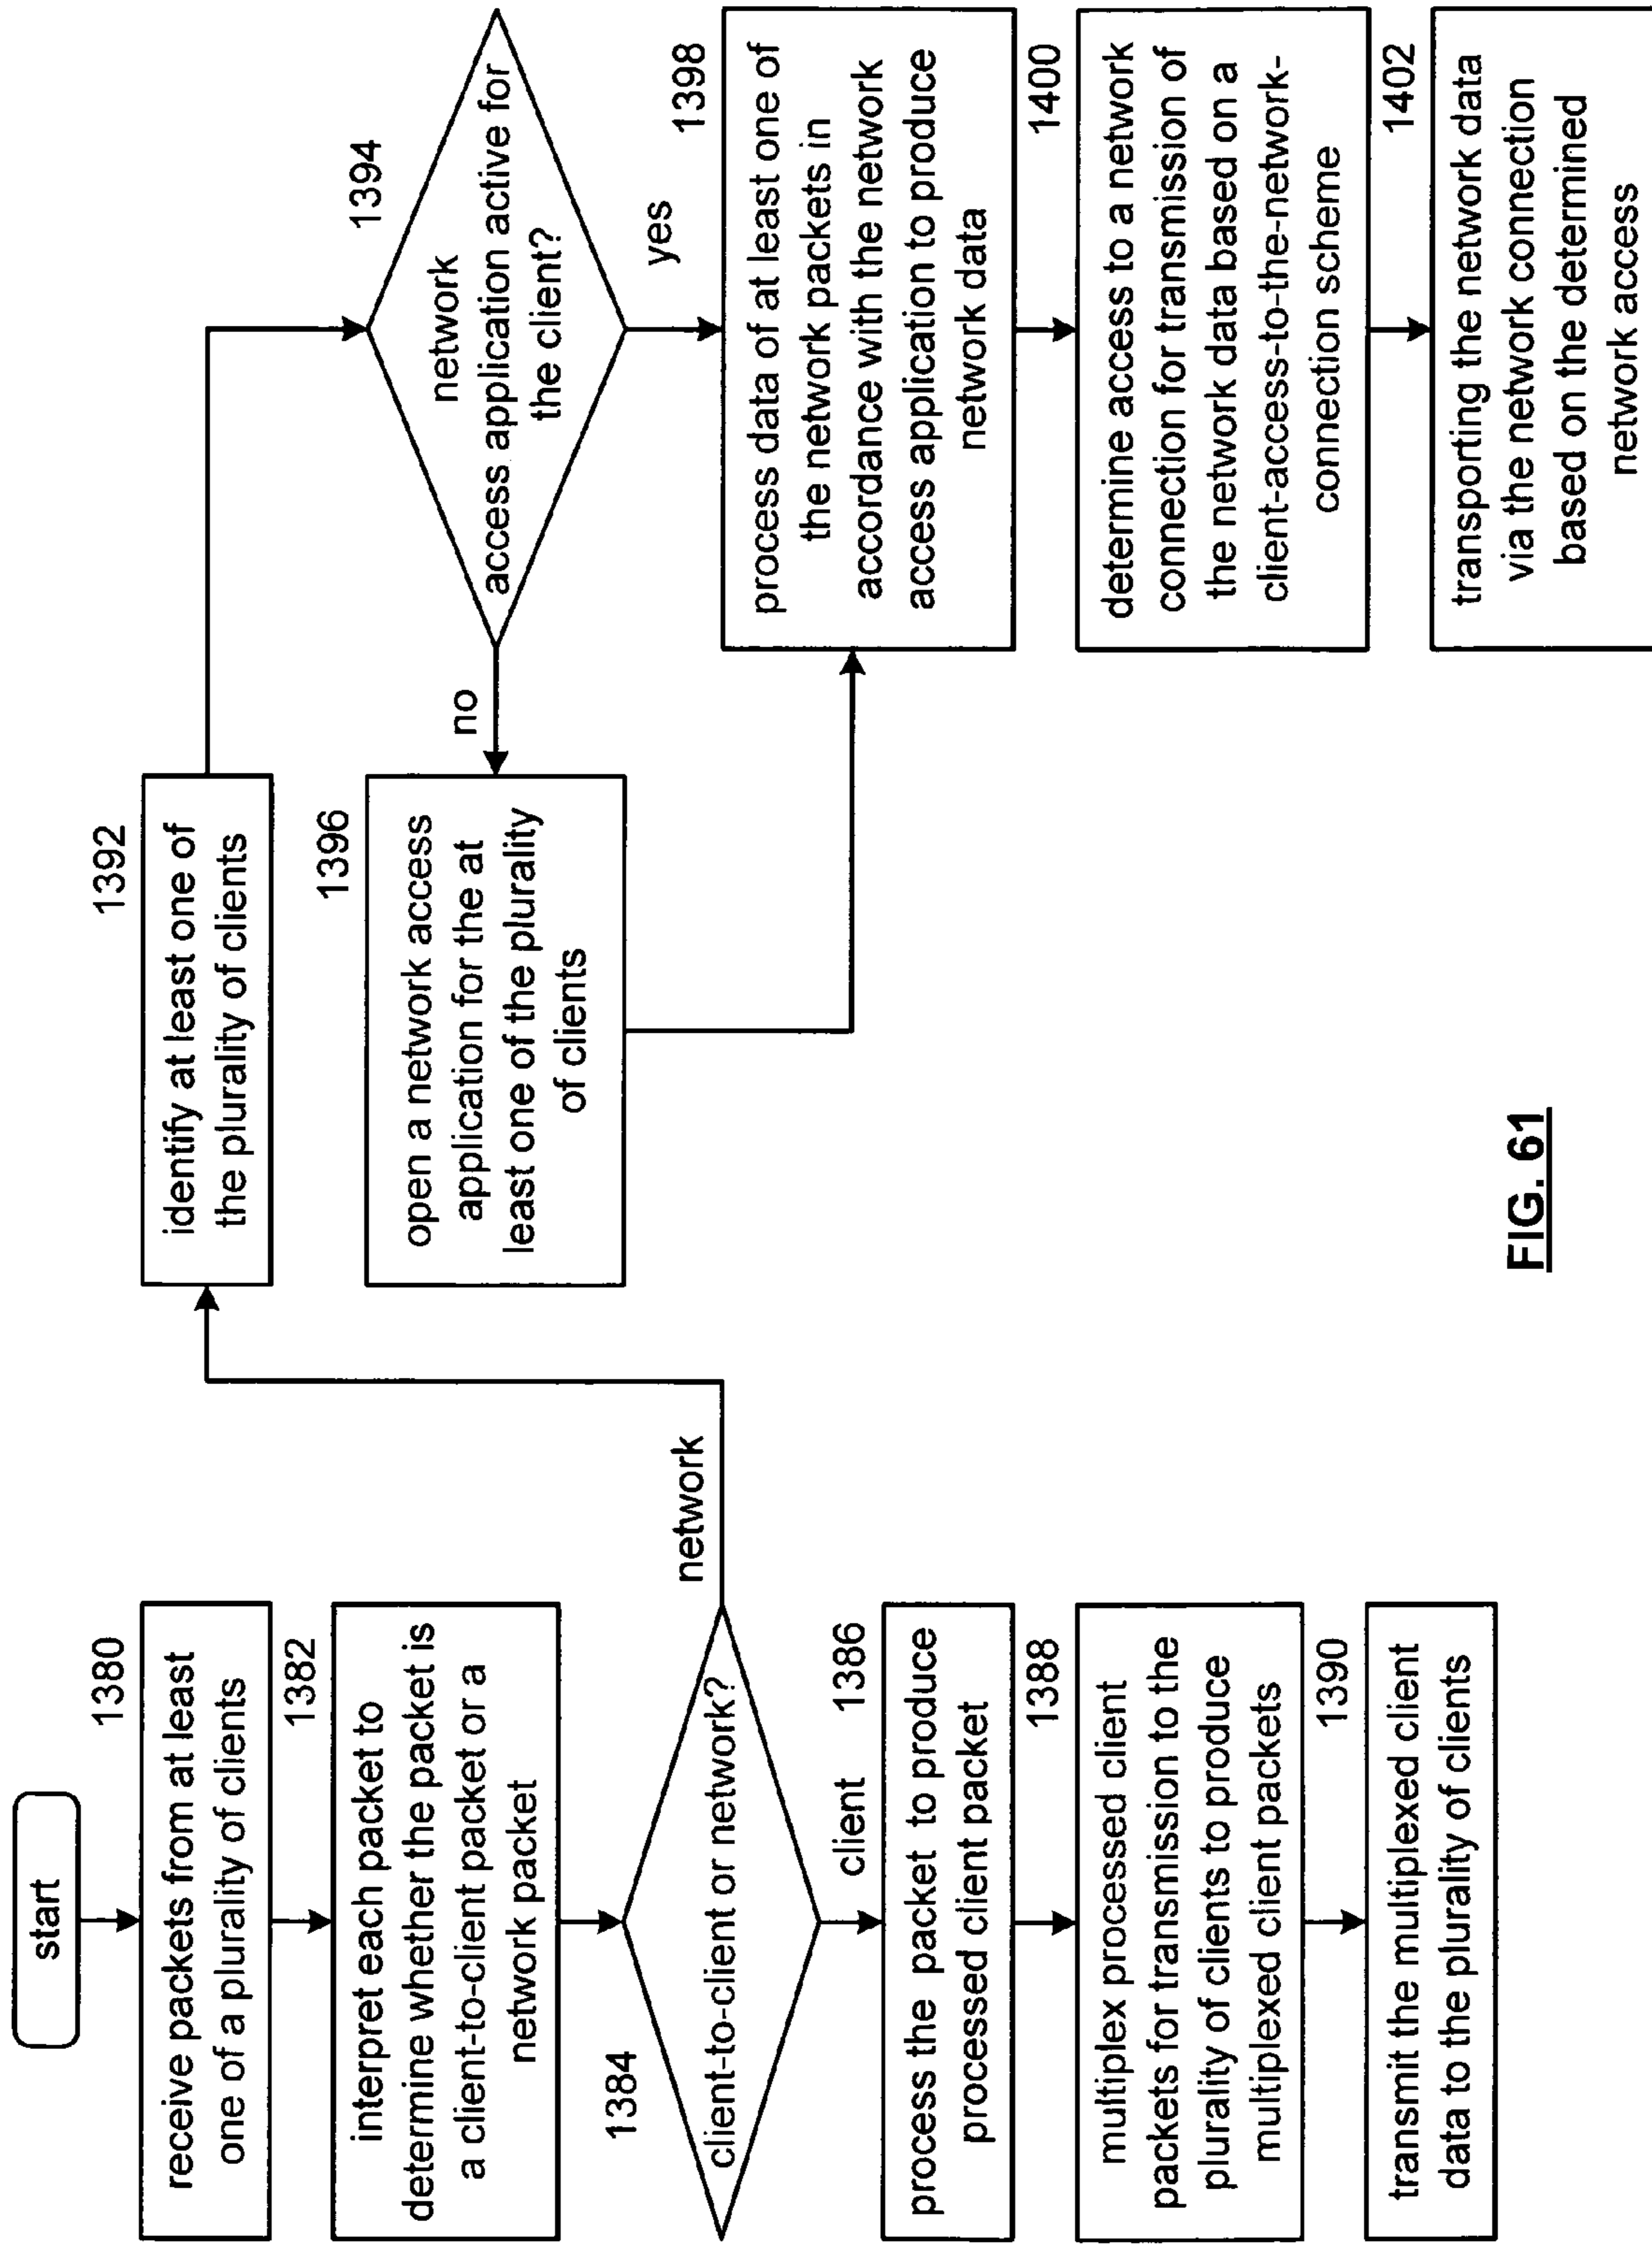 start
1380
receive packets from at least
one of a plurality of clients
1382
interpret each packet to
determine whether the packet is
a client-to-client packet or a
network packet
1384
client-to-client or network?
network
client
1386
process the packet to produce
processed client packet
1388
multiplex processed client
packets for transmission to the
plurality of clients to produce
multiplexed client packets
1390
transmit the multiplexed client
data to the plurality of clients
1392
identify at least one of
the plurality of clients
1394
network
access application active for
the client?
no
yes
1396
open a network access
application for the at
least one of the plurality
of clients
1398
process data of at least one of
the network packets in
accordance with the network
access application to produce
network data
1400
determine access to a network
connection for transmission of
the network data based on a
client-access-to-the-network-
connection scheme
1402
transporting the network data
via the network connection
based on the determined
network access
FIG. 61